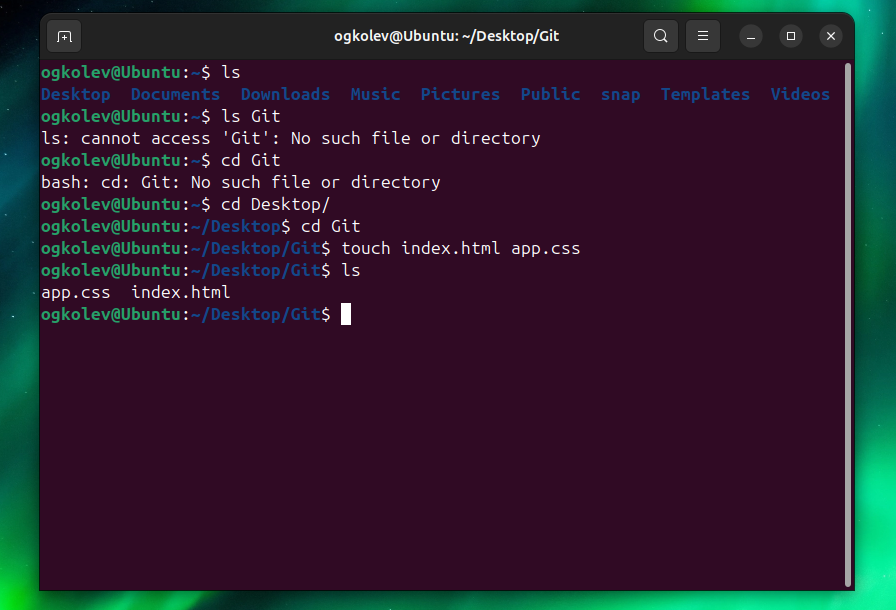 ogkolev@Ubuntu: ~/Desktop/Git
ogkolev@Ubuntu:~$ ls
Desktop  Documents  Downloads  Music  Pictures  Public  snap  Templates  Videos
ogkolev@Ubuntu:~$ ls Git
ls: cannot access 'Git': No such file or directory
ogkolev@Ubuntu:~$ cd Git
bash: cd: Git: No such file or directory
ogkolev@Ubuntu:~$ cd Desktop/
ogkolev@Ubuntu:~/Desktop$ cd Git
ogkolev@Ubuntu:~/Desktop/Git$ touch index.html app.css
ogkolev@Ubuntu:~/Desktop/Git$ ls
app.css  index.html
ogkolev@Ubuntu:~/Desktop/Git$